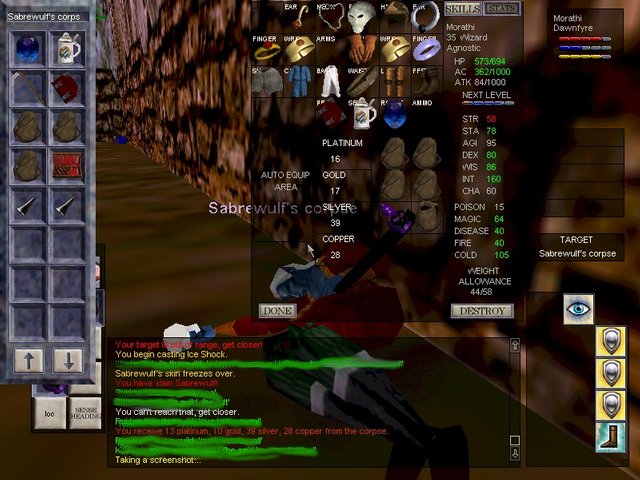 Sabrewulf's corps
EAR
NECK
EAR
FINGER
WRIST
ARMS
WRIST
FINGER
WAIST
FEET
AMMO
AUTO EQUIP
AREA
PLATINUM
16
GOLD
17
SILVER
39
COPPER
28
DONE
DESTROY
SKILLS
STATS
Morathi
35 Wizard
Agnostic
HP 573/694
AC 362/1000
ATK 84/1000
NEXT LEVEL
STR 58
STA 78
AGI 95
DEX 80
WIS 86
INT 160
CHA 60
POISON 15
MAGIC 64
DISEASE 40
FIRE 40
COLD 105
WEIGHT
ALLOWANCE
44/58
Morathi
Dawnfyre
TARGET
Sabrewulf's corpse
Sabrewulf's corpse
loc
SENSE
HEADING
Your target is out of range, get closer!
You begin casting Ice Shock.
Sabrewulf's skin freezes over.
You have slain Sabrewulf!
You can't reach that, get closer.
You receive 13 platinum, 10 gold, 39 silver, 28 copper from the corpse.
Taking a screenshot...